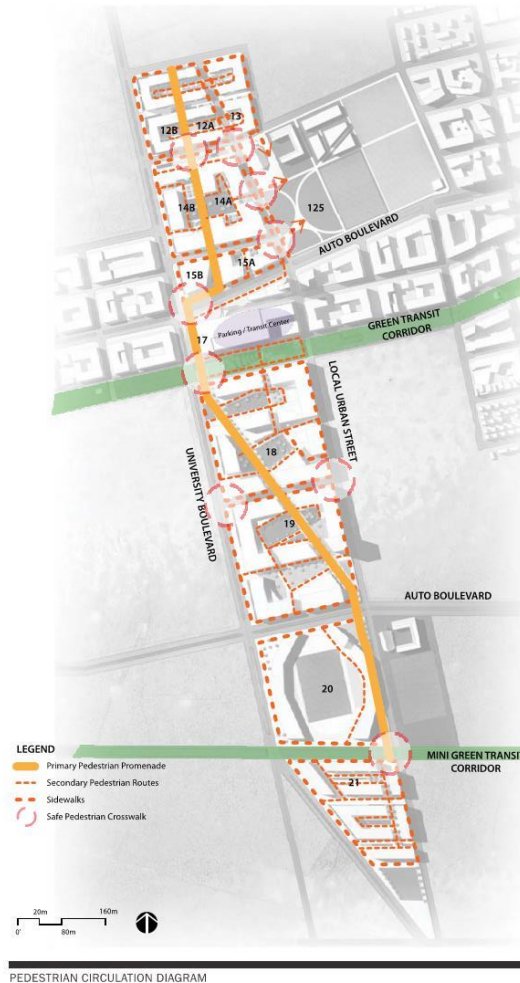 13
12A
12B
14A
14B
125
AUTO BOULEVARD
15A
15B
Parking / Transit Center
17
GREEN TRANSIT
CORRIDOR
LOCAL URBAN STREET
18
UNIVERSITY BOULEVARD
19
AUTO BOULEVARD
20
LEGEND
Primary Pedestrian Promenade
Secondary Pedestrian Routes
Sidewalks
Safe Pedestrian Crosswalk
MINI GREEN TRANSIT
CORRIDOR
21
20m
160m
0'
80m
PEDESTRIAN CIRCULATION DIAGRAM